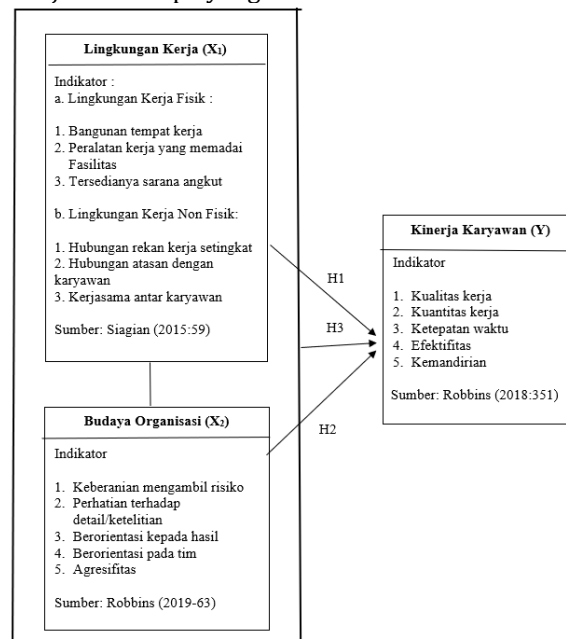 Lingkungan Kerja (X₁)
Indikator :
a. Lingkungan Kerja Fisik :
1. Bangunan tempat kerja
2. Peralatan kerja yang memadai
Fasilitas
3. Tersedianya sarana angkut
b. Lingkungan Kerja Non Fisik:
1. Hubungan rekan kerja setingkat
2. Hubungan atasan dengan
karyawan
3. Kerjasama antar karyawan
Sumber: Siagian (2015:59)
Budaya Organisasi (X₂)
Indikator
1. Keberanian mengambil risiko
2. Perhatian terhadap
detail/ketelitian
3. Berorientasi kepada hasil
4. Berorientasi pada tim
5. Agresifitas
Sumber: Robbins (2019-63)
H1
H3
H2
Kinerja Karyawan (Y)
Indikator
1. Kualitas kerja
2. Kuantitas kerja
3. Ketepatan waktu
4. Efektifitas
5. Kemandirian
Sumber: Robbins (2018:351)